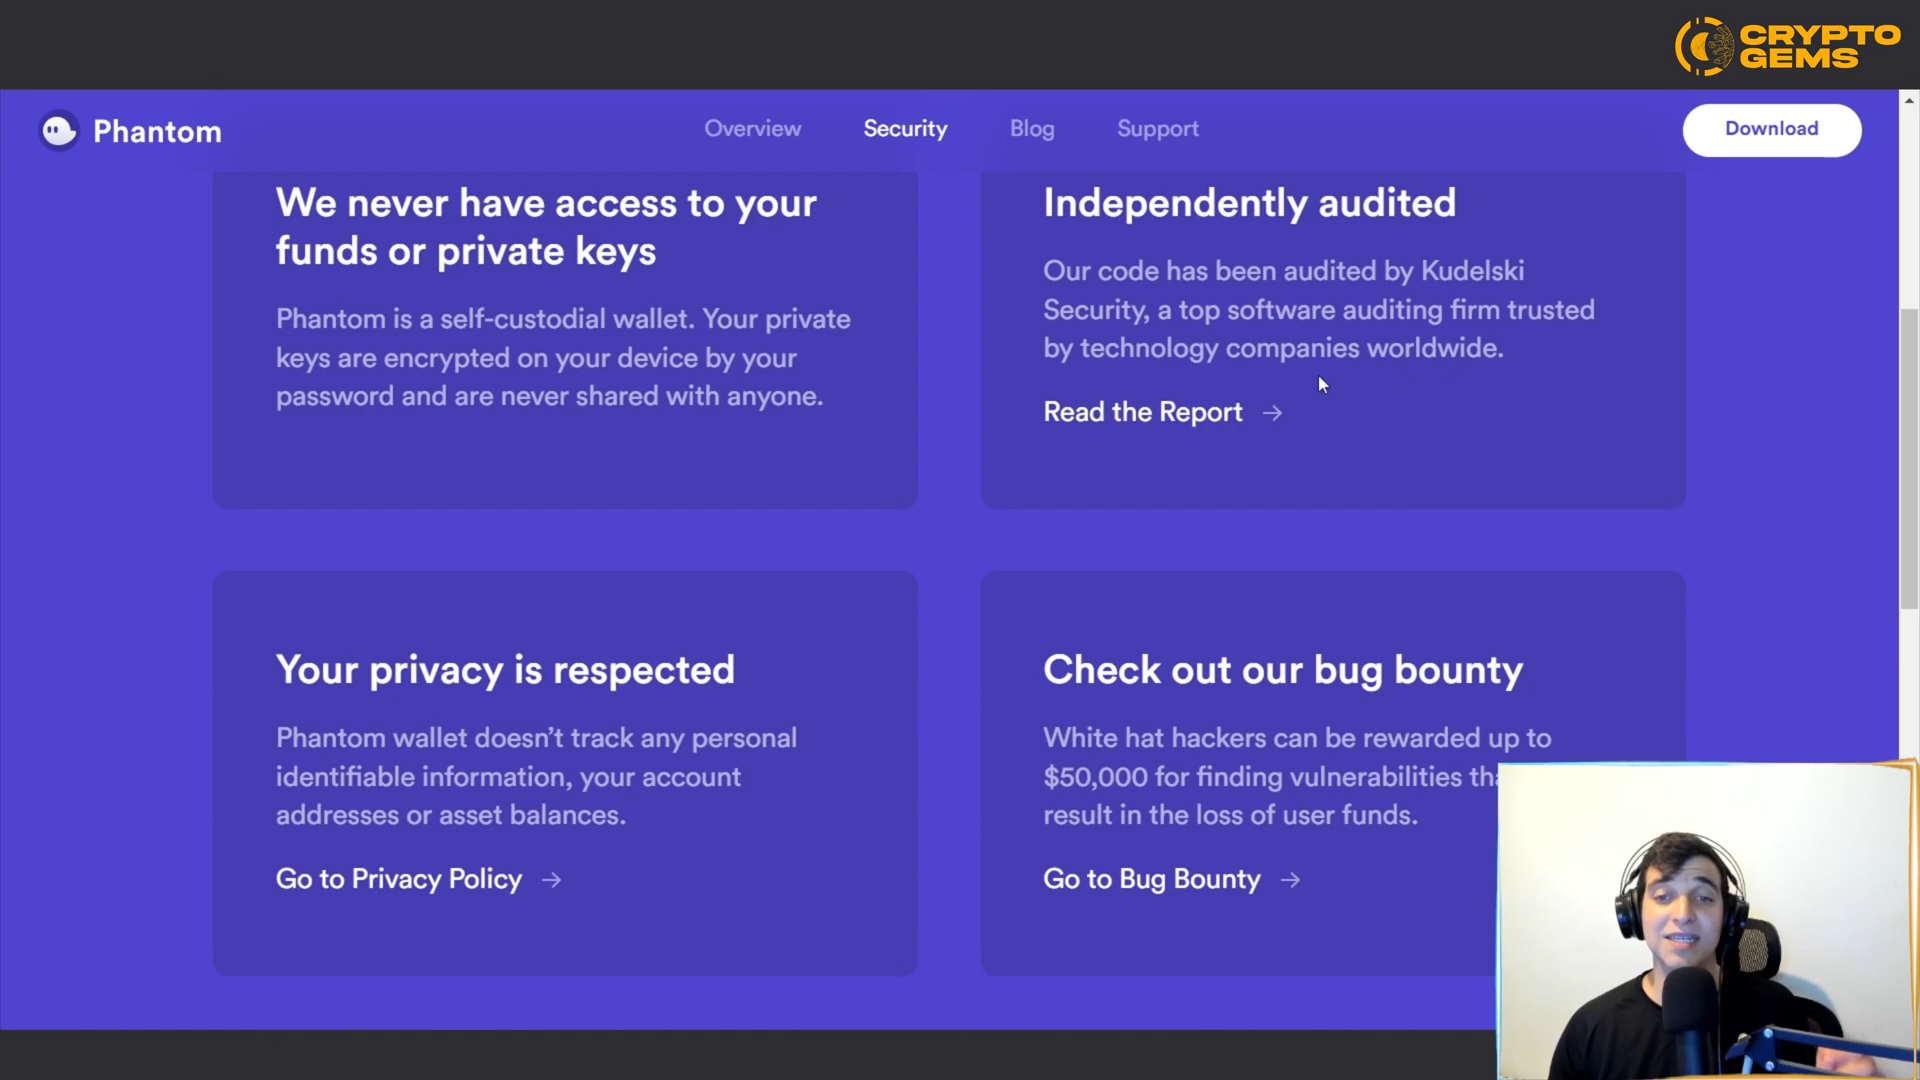 CRYPTO
GEMS
Phantom
Overview
Security
Blog
Support
Download
We never have access to your
funds or private keys
Phantom is a self-custodial wallet. Your private
keys are encrypted on your device by your
password and are never shared with anyone.
Independently audited
Our code has been audited by Kudelski
Security, a top software auditing firm trusted
by technology companies worldwide.
Read the Report →
Your privacy is respected
Phantom wallet doesn’t track any personal
identifiable information, your account
addresses or asset balances.
Go to Privacy Policy →
Check out our bug bounty
White hat hackers can be rewarded up to
$50,000 for finding vulnerabilities
result in the loss of user funds.
Go to Bug Bounty →